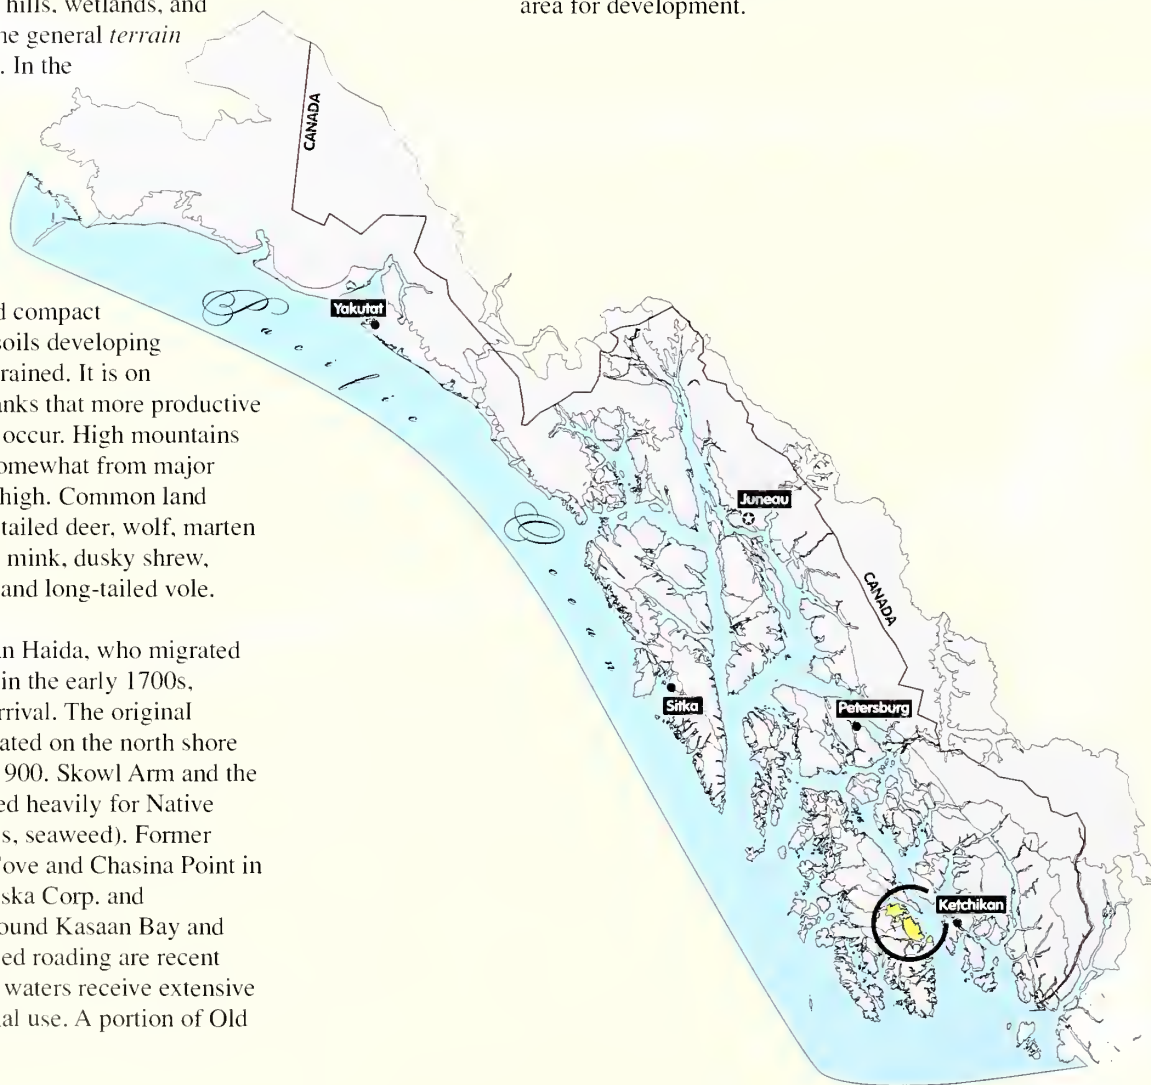 hills, wetlands, and
he general terrain
. In the
area for development.
d compact
soils developing
rained. It is on
anks that more productive
occur. High mountains
omewhat from major
high. Common land
tailed deer, wolf, marten
mink, dusky shrew,
and long-tailed vole.
an Haida, who migrated
in the early 1700s,
rrival. The original
ated on the north shore
1900. Skowl Arm and the
ed heavily for Native
s, seaweed). Former
Cove and Chasina Point in
ska Corp. and
ound Kasaan Bay and
ed roading are recent
waters receive extensive
al use. A portion of Old
CANADA
Yakutat
Pacific
Ocean
Juneau
CANADA
Sitka
Petersburg
Ketchikan